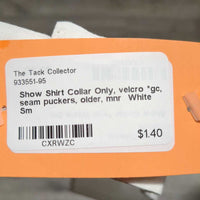 The Tack Collector
933551-95
Show Shirt Collar Only, velcro *gc,
seam puckers, older, mnr White
Sm
$1.40
CXRWZC